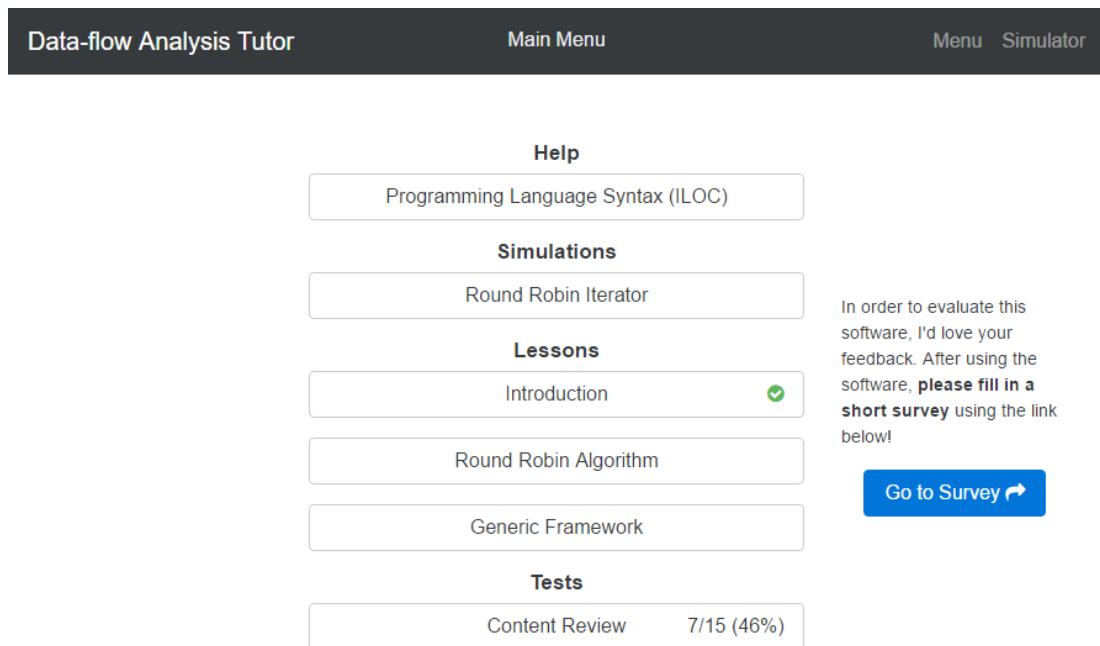 Data-flow Analysis Tutor
Main Menu
Menu Simulator
Help
Programming Language Syntax (ILOC)
Simulations
Round Robin Iterator
Lessons
Introduction
Round Robin Algorithm
Generic Framework
Tests
Content Review 7/15 (46%)
In order to evaluate this
software, I'd love your
feedback. After using the
software, please fill in a
short survey using the link
below!
Go to Survey